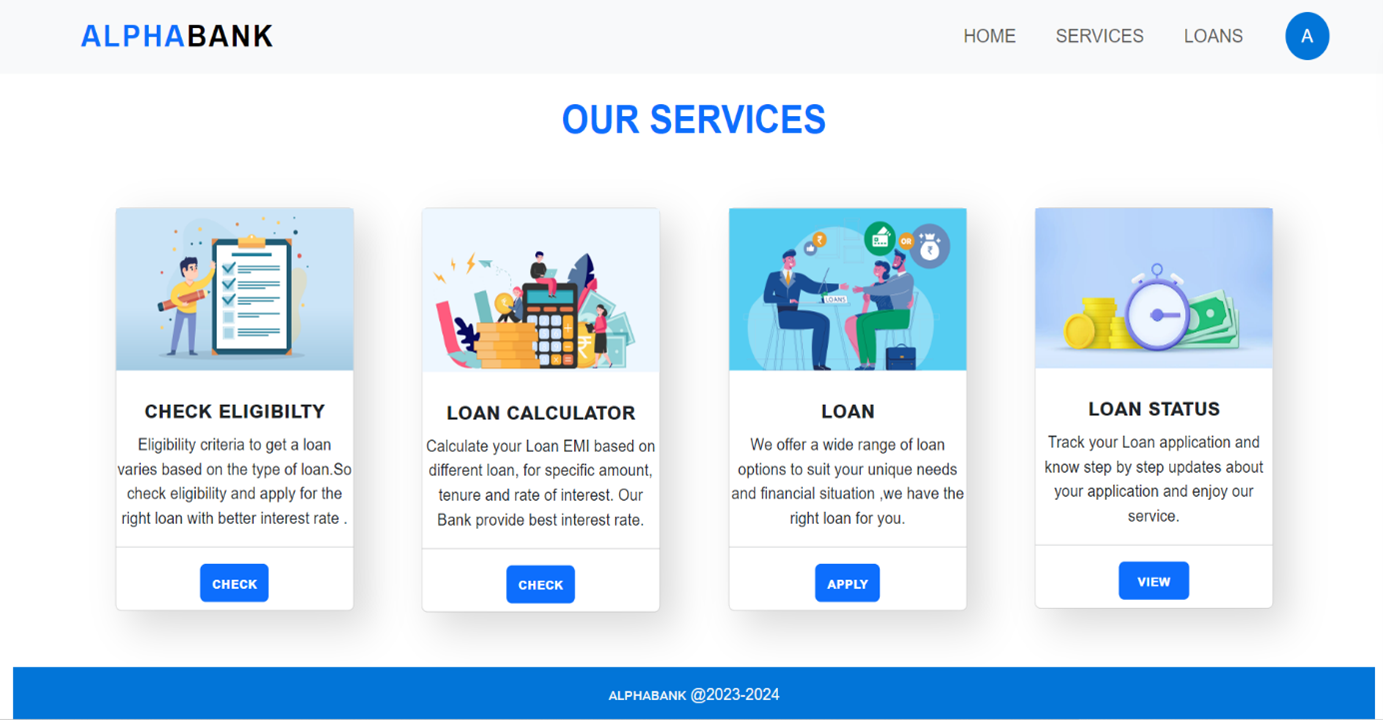 ALPHABANK
HOME SERVICES LOANS A
OUR SERVICES
OR
LOANS
CHECK ELIGIBILTY
Eligibility criteria to get a loan
varies based on the type of loan.So
check eligibility and apply for the
right loan with better interest rate .
CHECK
LOAN CALCULATOR
Calculate your Loan EMI based on
different loan, for specific amount,
tenure and rate of interest. Our
Bank provide best interest rate.
CHECK
LOAN
We offer a wide range of loan
options to suit your unique needs
and financial situation ,we have the
right loan for you.
APPLY
LOAN STATUS
Track your Loan application and
know step by step updates about
your application and enjoy our
service.
VIEW
ALPHABANK @2023-2024